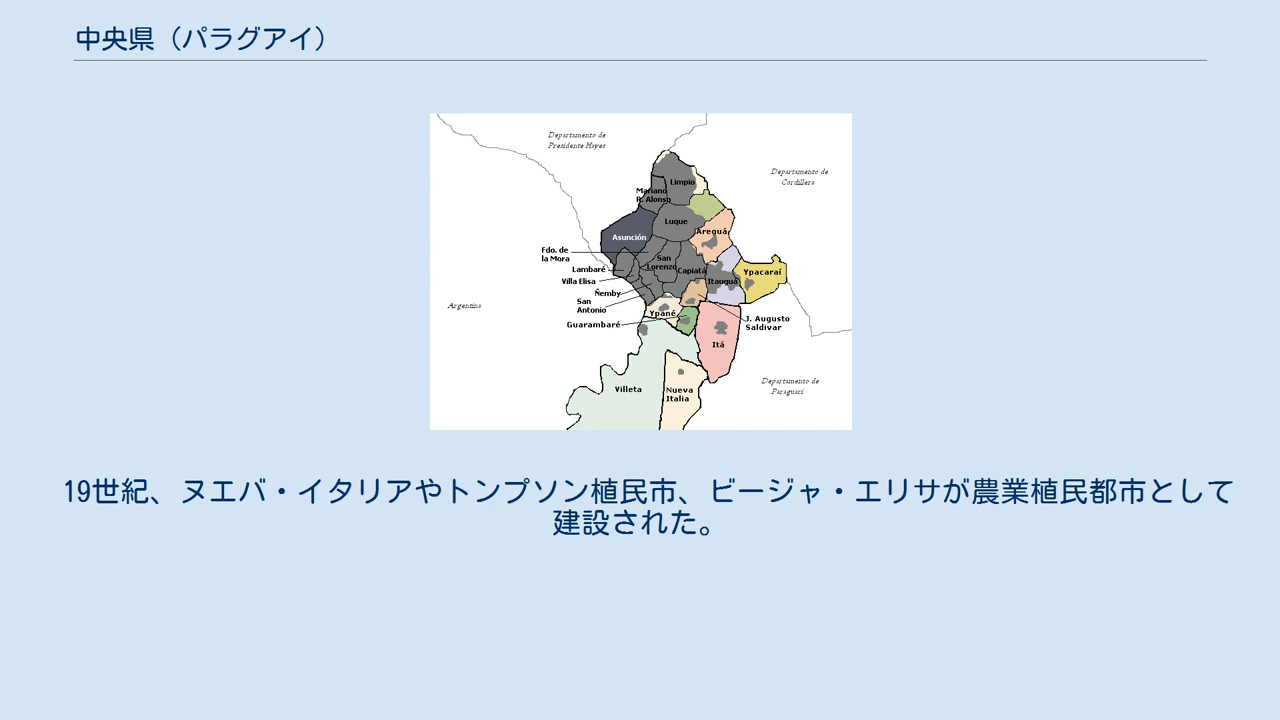 中央県（パラグアイ）
Departamento de
Presidente Hayes
Departamento de
Cordillera
Limpio
Mariano
R. Alonso
Luque
Asunción
Areguá
Fdo. de
la Mora
San
Lorenzo
Lambaré
Capiatá
Ypacaraí
Villa Elisa
Itauguá
Ñemby
San
Antonio
Argentina
Ypané
J. Augusto
Saldivar
Guarambaré
Itá
Departamento de
Paraguarí
Villeta
Nueva
Italia
19世紀、ヌエバ・イタリアやトンプソン植民市、ビージャ・エリサが農業植民都市として
建設された。